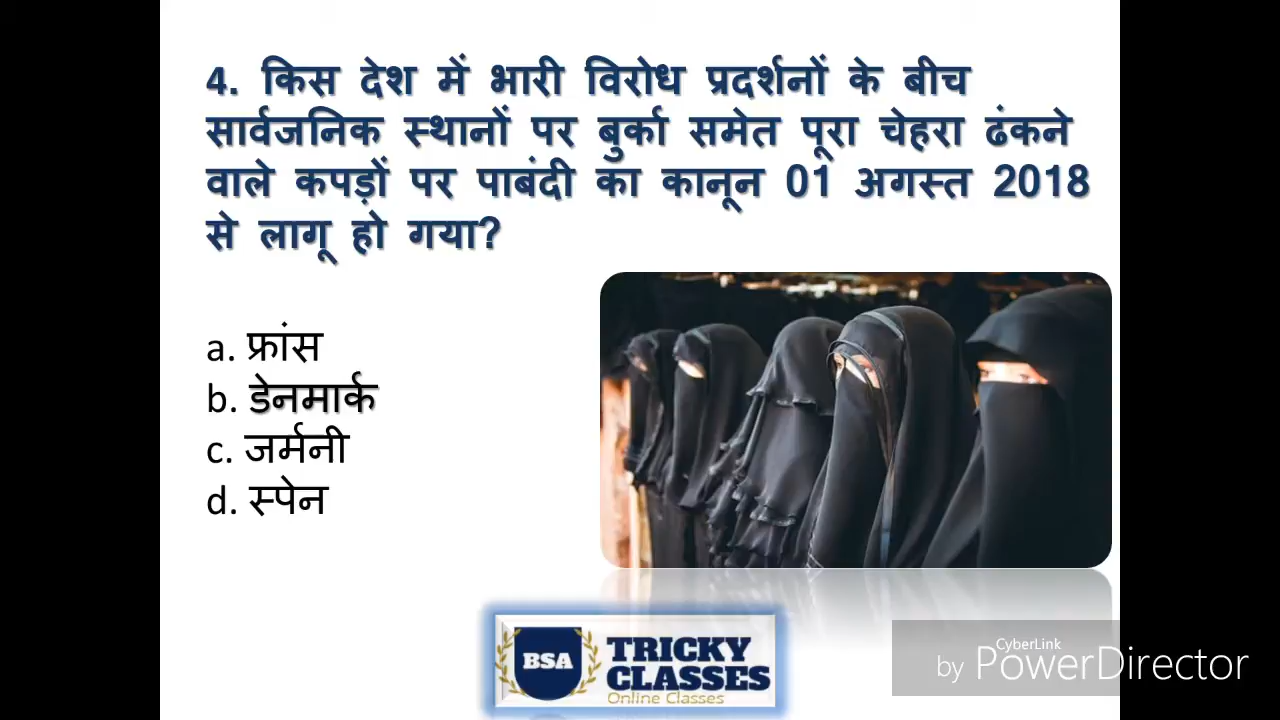 4. किस देश में भारी विरोध प्रदर्शनों के बीच
सार्वजनिक स्थानों पर बुर्का समेत पूरा चेहरा ढंकने
वाले कपड़ों पर पाबंदी का कानून 01 अगस्त 2018
से लागू हो गया?
a. फ्रांस
b. डेनमार्क
c. जर्मनी
d. स्पेन
BSA
TRICKY
CLASSES
Online Classes
CyberLink
by PowerDirector